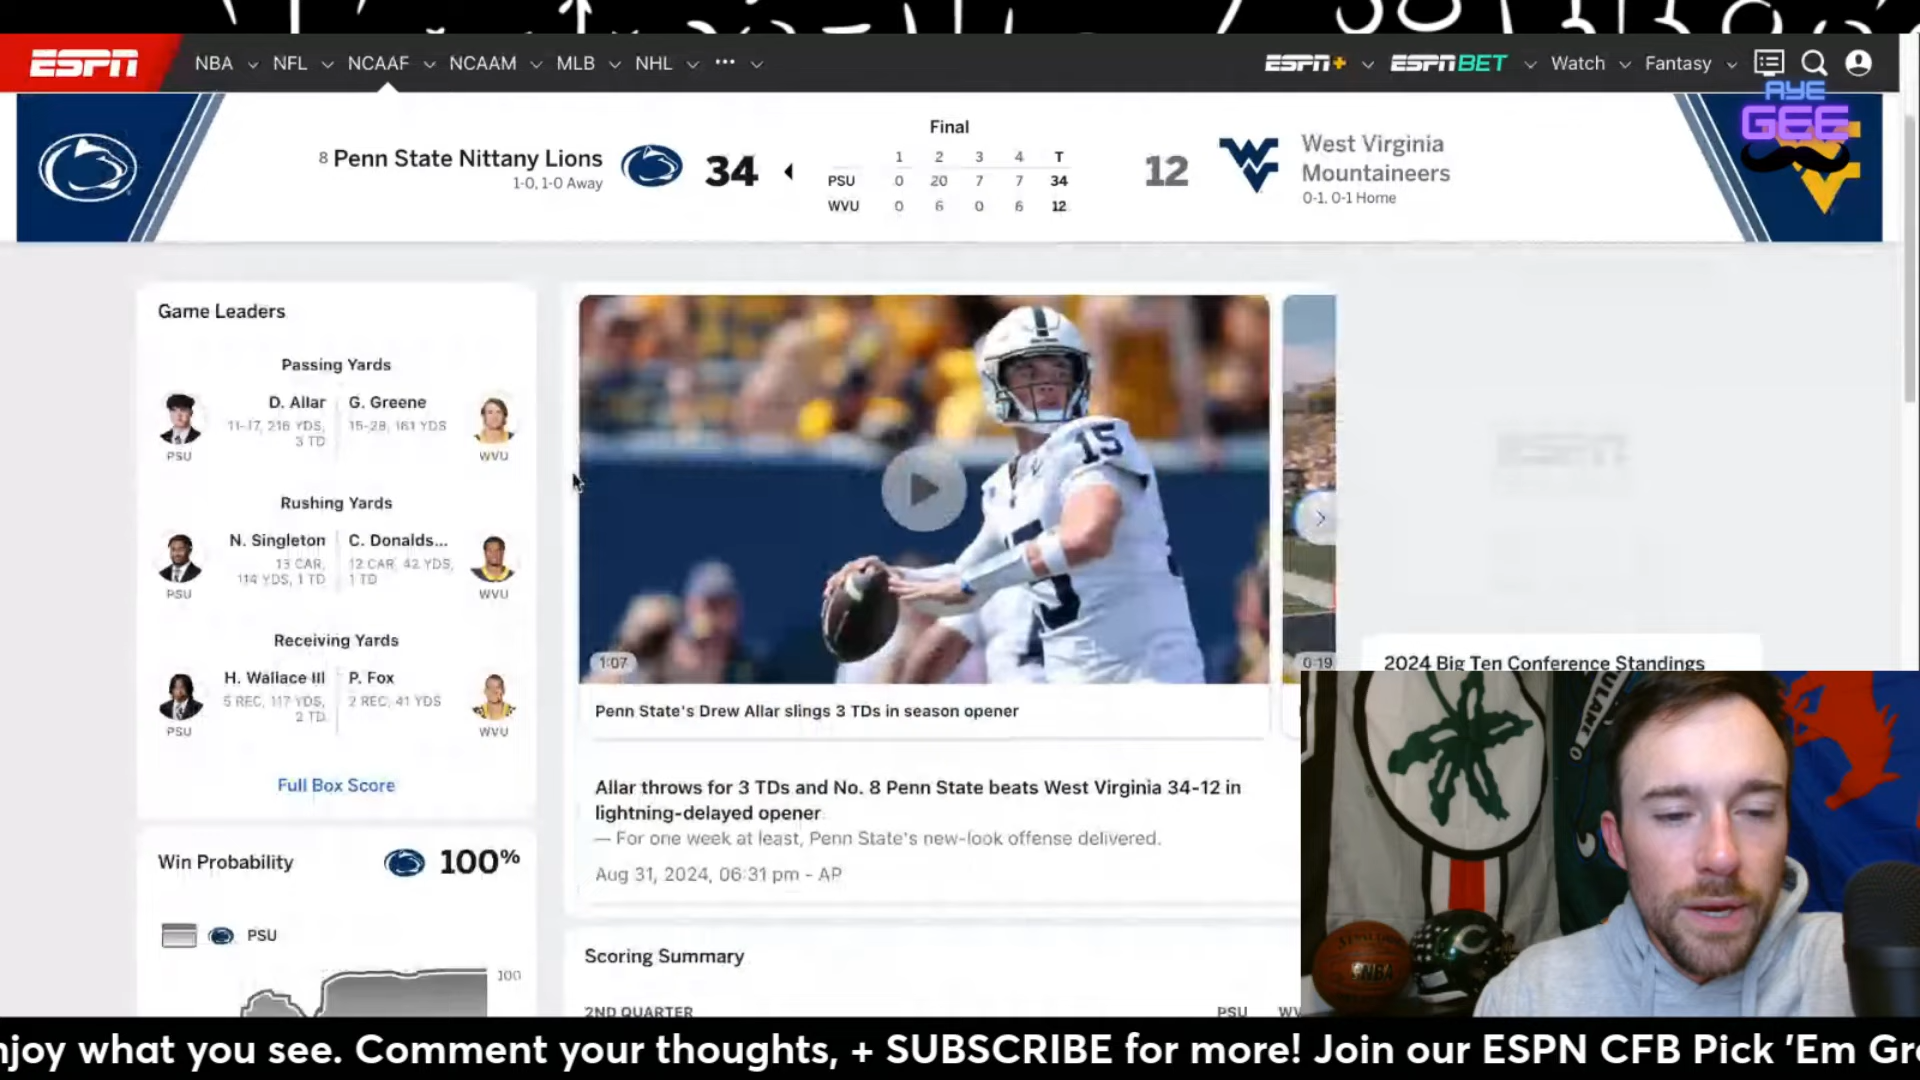 ESPN NBA NFL NCAAF NCAAM MLB NHL ••• ESPN+ ESPN BET Watch Fantasy
AYE
GEE
Final
8 Penn State Nittany Lions
1-0, 1-0 Away
34
1 2 3 4 T
PSU 0 20 7 7 34
WVU 0 6 0 6 12
12
West Virginia
Mountaineers
0-1, 0-1 Home
Game Leaders
Passing Yards
D. Allar
11-17, 216 YDS,
3 TD
PSU
G. Greene
15-28, 161 YDS
WVU
Rushing Yards
N. Singleton
13 CAR,
114 YDS, 1 TD
PSU
C. Donalds...
12 CAR, 42 YDS,
1 TD
WVU
Receiving Yards
H. Wallace III
5 REC, 117 YDS,
2 TD
PSU
P. Fox
2 REC, 41 YDS
WVU
Full Box Score
Win Probability 100%
PSU
100
15
1:07
0:19
Penn State's Drew Allar slings 3 TDs in season opener
Allar throws for 3 TDs and No. 8 Penn State beats West Virginia 34-12 in
lightning-delayed opener
— For one week at least, Penn State's new-look offense delivered.
Aug 31, 2024, 06:31 pm - AP
Scoring Summary
2ND QUARTER PSU
ESPN
2024 Big Ten Conference Standings
TULANE
SPALDING
NBA
njoy what you see. Comment your thoughts, + SUBSCRIBE for more! Join our ESPN CFB Pick 'Em Gr